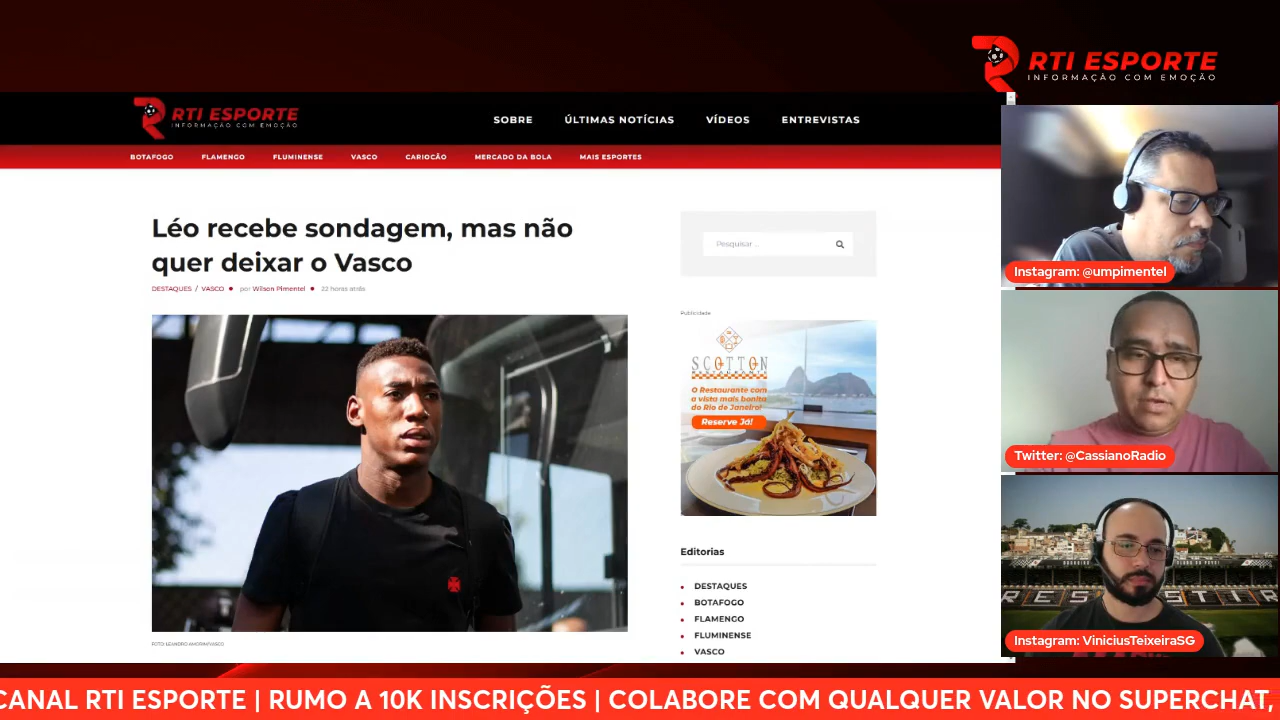 RTI ESPORTE
INFORMAÇÃO COM EMOÇÃO
RTI ESPORTE
INFORMAÇÃO COM EMOÇÃO
SOBRE ÚLTIMAS NOTÍCIAS VÍDEOS ENTREVISTAS
BOTAFOGO FLAMENGO FLUMINENSE VASCO CARIOCÃO MERCADO DA BOLA MAIS ESPORTES
Léo recebe sondagem, mas não
quer deixar o Vasco
DESTAQUES / VASCO • por Wilson Pimentel • 22 horas atrás
Pesquisar ...
Publicidade
SCOTTON
O Restaurante com
a vista mais bonita
do Rio de Janeiro!
Reserve Já!
Editorias
• DESTAQUES
• BOTAFOGO
• FLAMENGO
• FLUMINENSE
• VASCO
Instagram: @umpimentel
Twitter: @CassianoRadio
RESPESTIR
Instagram: ViniciusTeixeiraSG
CANAL RTI ESPORTE | RUMO A 10K INSCRIÇÕES | COLABORE COM QUALQUER VALOR NO SUPERCHAT,